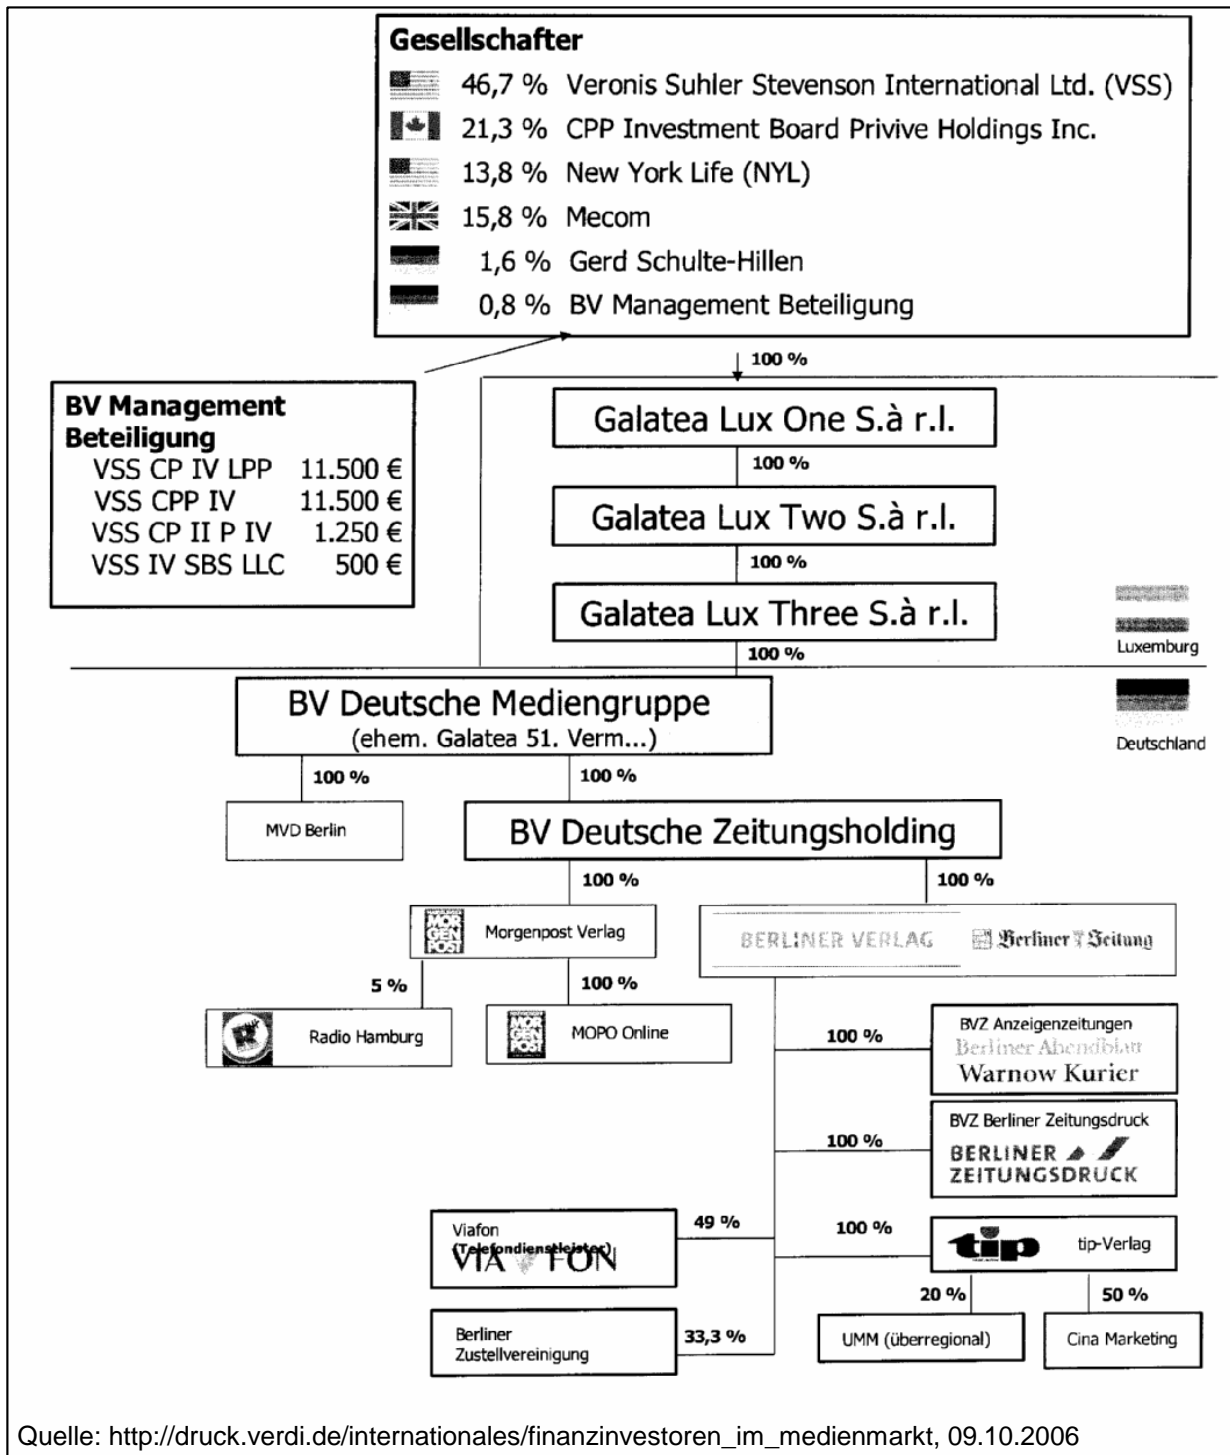 Gesellschafter
46,7 % Veronis Suhler Stevenson International Ltd. (VSS)
21,3 % CPP Investment Board Privive Holdings Inc.
13,8 % New York Life (NYL)
15,8 % Mecom
1,6 % Gerd Schulte-Hillen
0,8 % BV Management Beteiligung
100 %
BV Management
Beteiligung
VSS CP IV LPP 11.500 €
VSS CPP IV 11.500 €
VSS CP II P IV 1.250 €
VSS IV SBS LLC 500 €
Galatea Lux One S.à r.l.
100 %
Galatea Lux Two S.à r.l.
100 %
Galatea Lux Three S.à r.l.
Luxemburg
100 %
BV Deutsche Mediengruppe
(ehem. Galatea 51. Verm...)
Deutschland
100 %
100 %
MVD Berlin
BV Deutsche Zeitungsholding
100 %
100 %
MORGENPOST
Morgenpost Verlag
BERLINER VERLAG
Berliner Zeitung
5 %
100 %
Radio Hamburg
MORGENPOST
MOPO Online
100 %
BVZ Anzeigenzeitungen
Berliner Abendblatt
Warnow Kurier
100 %
BVZ Berliner Zeitungsdruck
BERLINER
ZEITUNGSDRUCK
Viafon
(Telefondienstleister)
VIA FON
49 %
100 %
tip
tip-Verlag
20 %
50 %
Berliner
Zustellvereinigung
33,3 %
UMM (überregional)
Cina Marketing
Quelle: http://druck.verdi.de/internationales/finanzinvestoren_im_medienmarkt, 09.10.2006